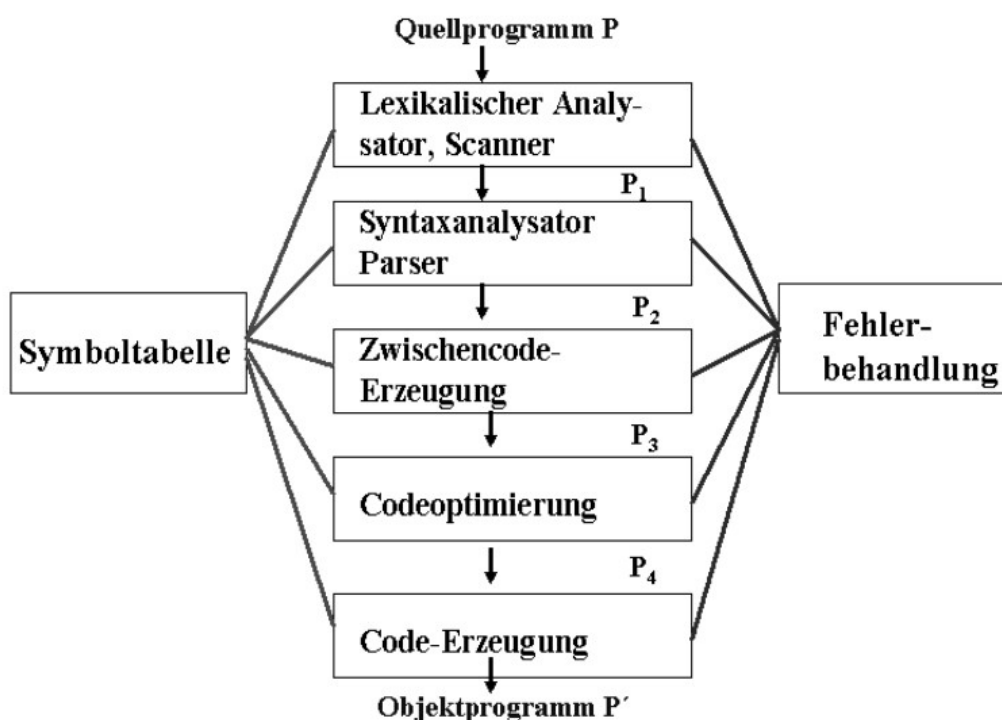 Quellprogramm P
Lexikalischer Analy-
sator, Scanner
P₁
Syntaxanalysator
Parser
P₂
Symboltabelle
Fehler-
behandlung
Zwischencode-
Erzeugung
P₃
Codeoptimierung
P₄
Code-Erzeugung
Objektprogramm P´